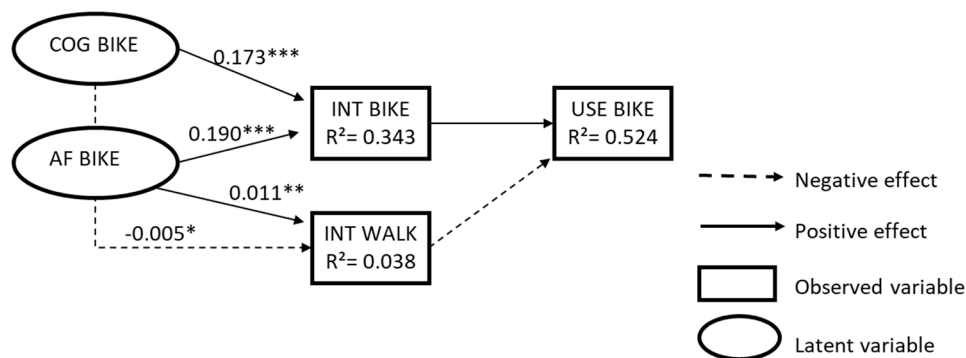 COG BIKE
0.173***
INT BIKE
R²= 0.343
USE BIKE
R²= 0.524
0.190***
AF BIKE
0.011**
-0.005*
INT WALK
R²= 0.038
Negative effect
Positive effect
Observed variable
Latent variable